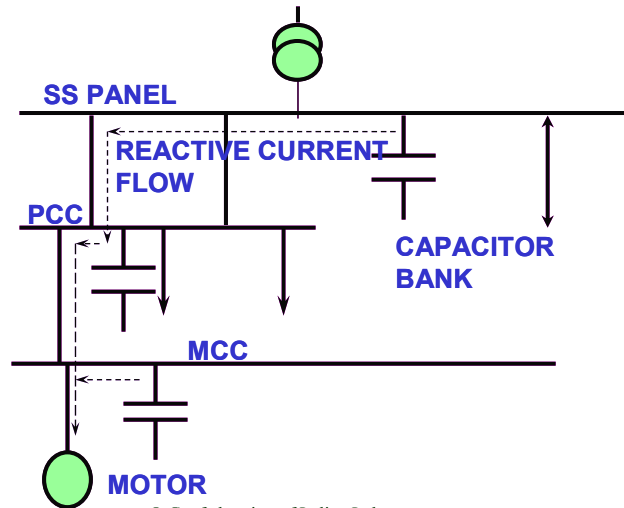 SS PANEL
REACTIVE CURRENT
FLOW
PCC
CAPACITOR
BANK
MCC
MOTOR